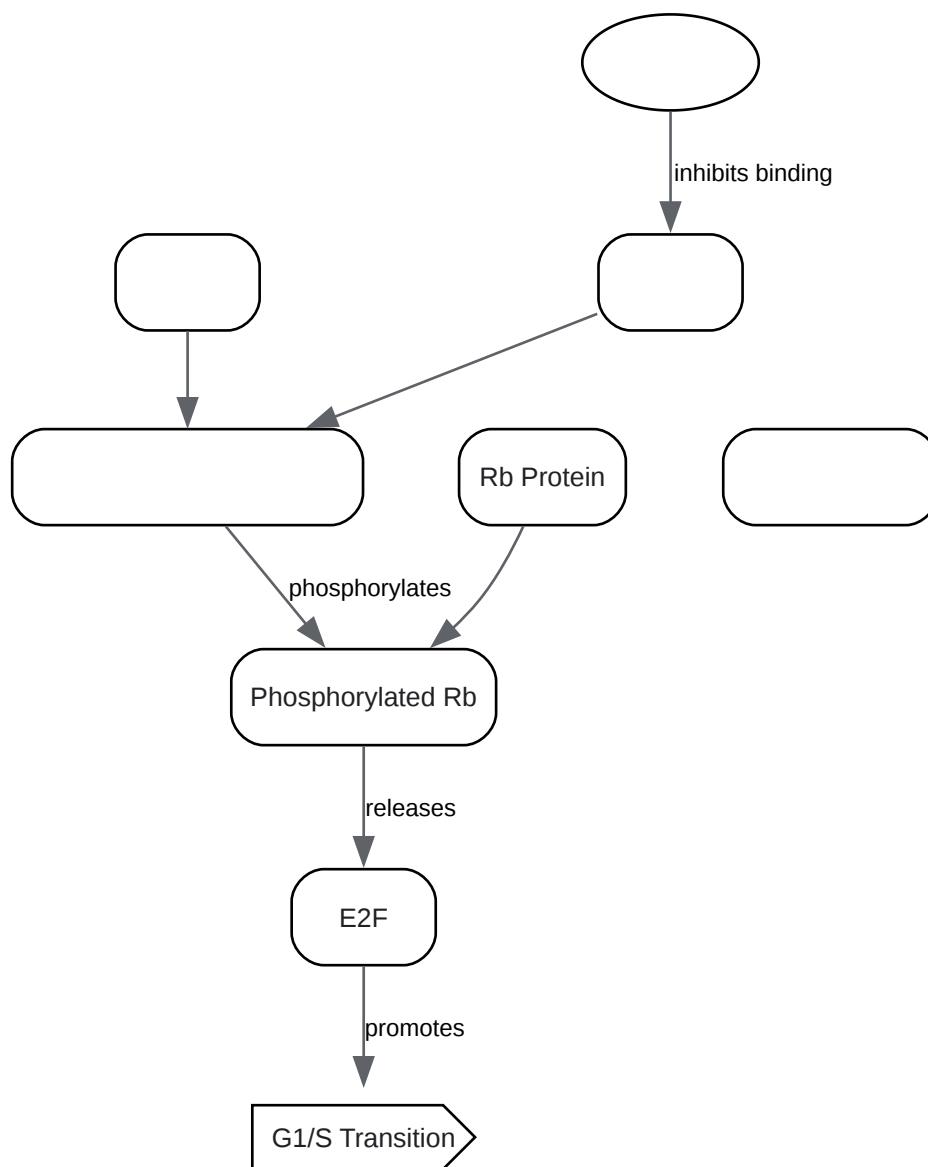 inhibits binding
Rb Protein
phosphorylates
Phosphorylated Rb
releases
E2F
promotes
G1/S Transition